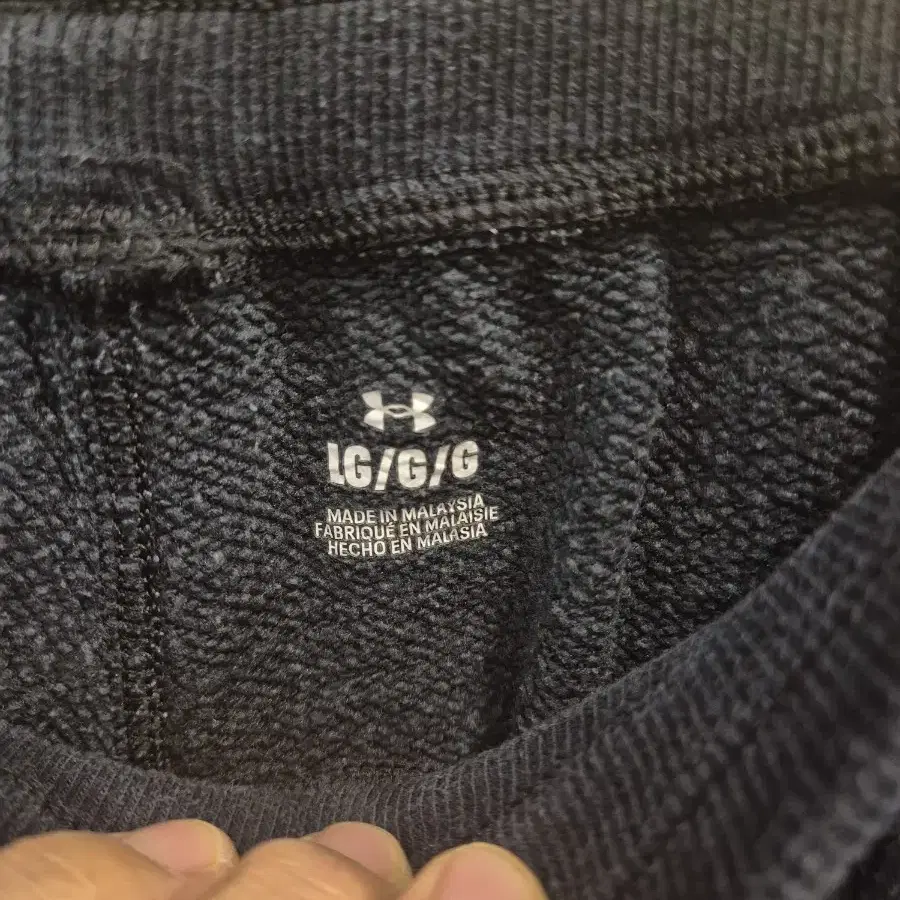 LG/G/G
MADE IN MALAYSIA
FABRIQUÉ EN MALAISIE
HECHO EN MALASIA